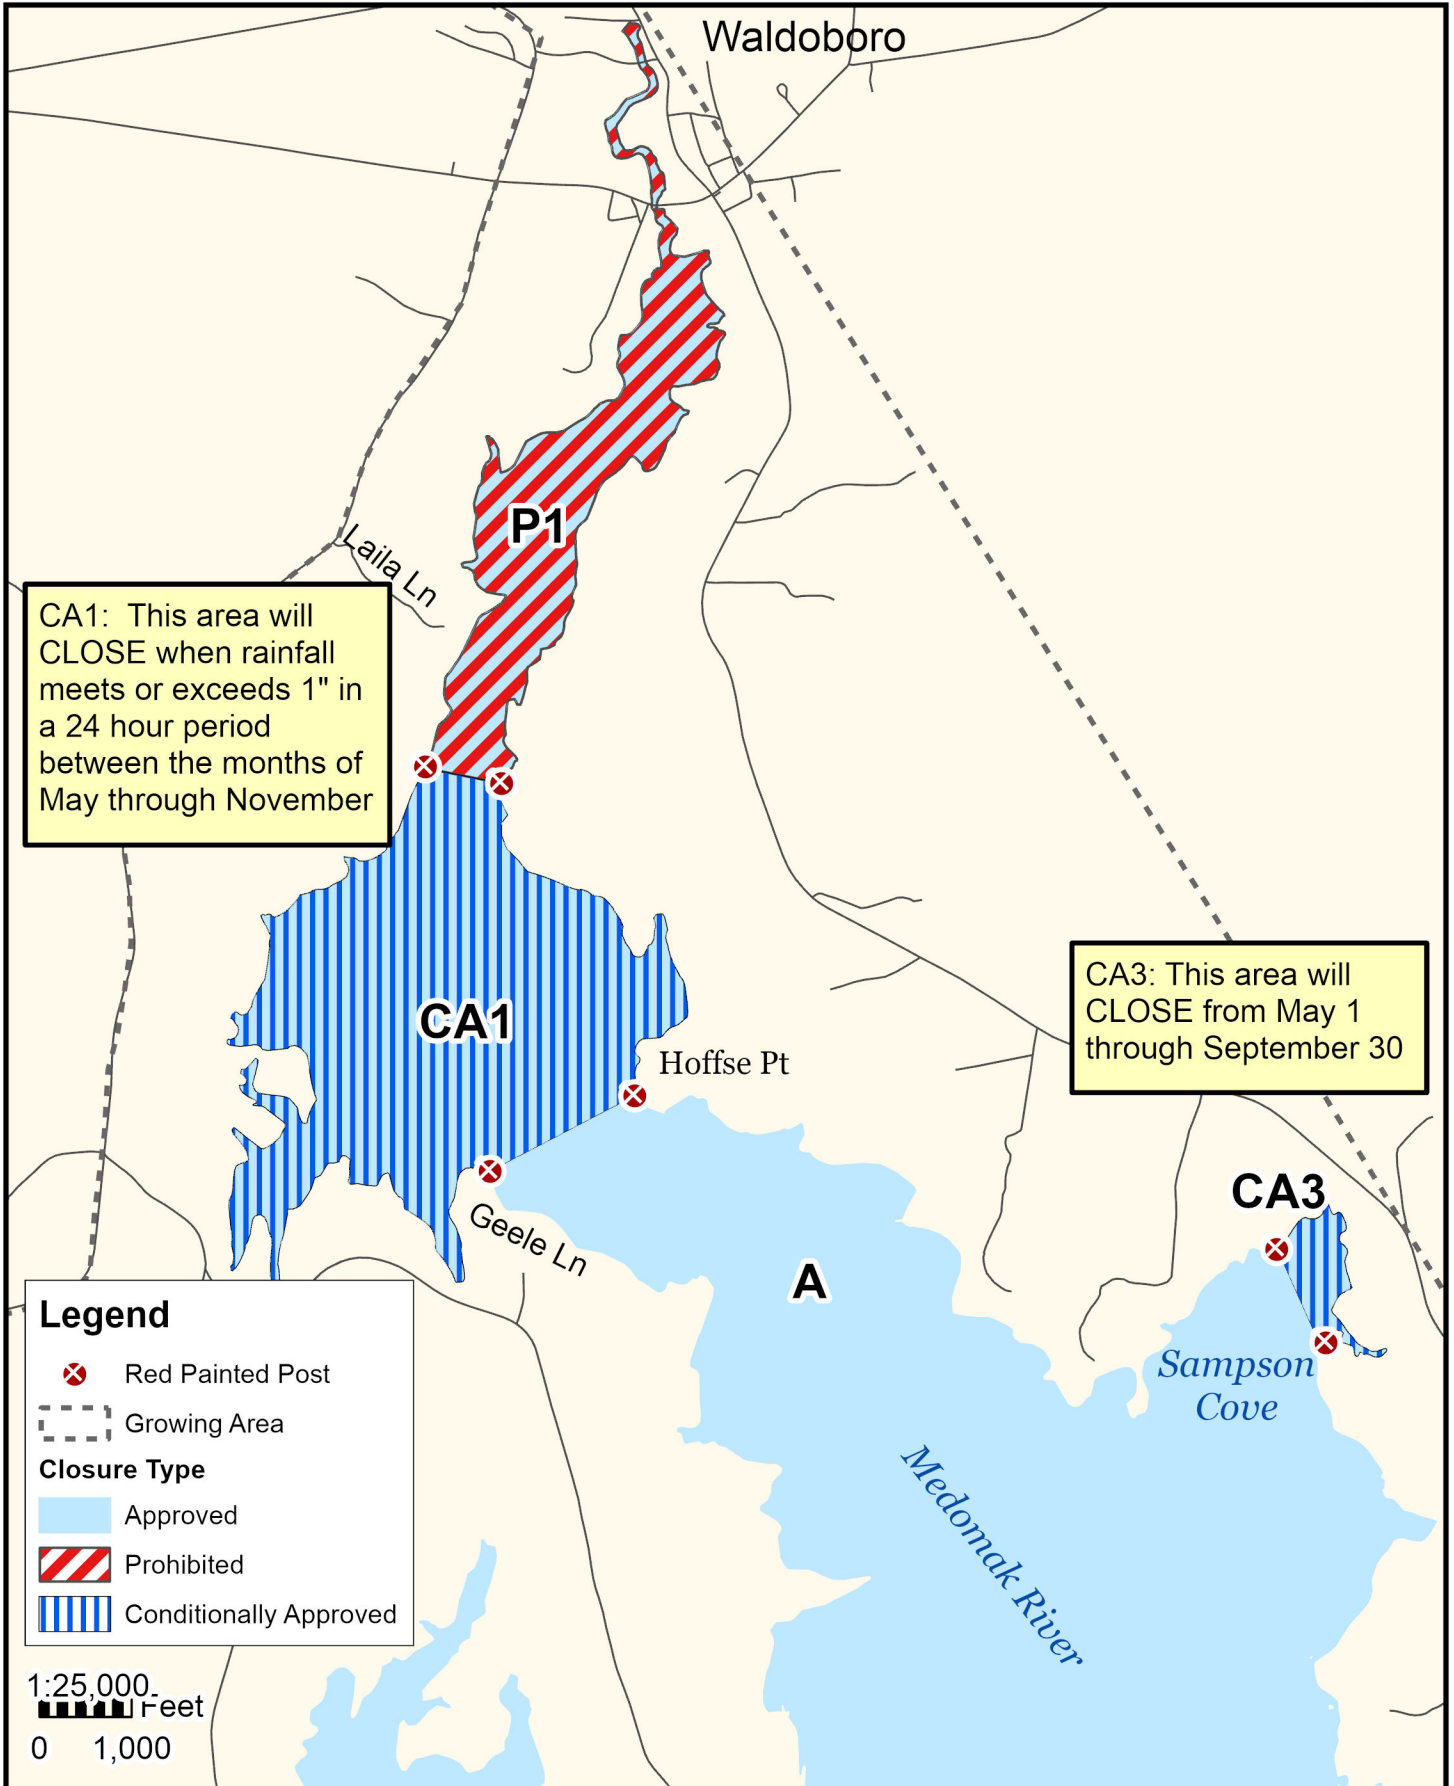 Waldoboro
P1
Laila Ln
CA1:  This area will
CLOSE when rainfall
meets or exceeds 1" in
a 24 hour period
between the months of
May through November
CA1
Hoffse Pt
CA3: This area will
CLOSE from May 1
through September 30
CA3
Geele Ln
A
Sampson
Cove
Medomak River
Legend
Red Painted Post
Growing Area
Closure Type
Approved
Prohibited
Conditionally Approved
1:25,000
Feet
0 1,000